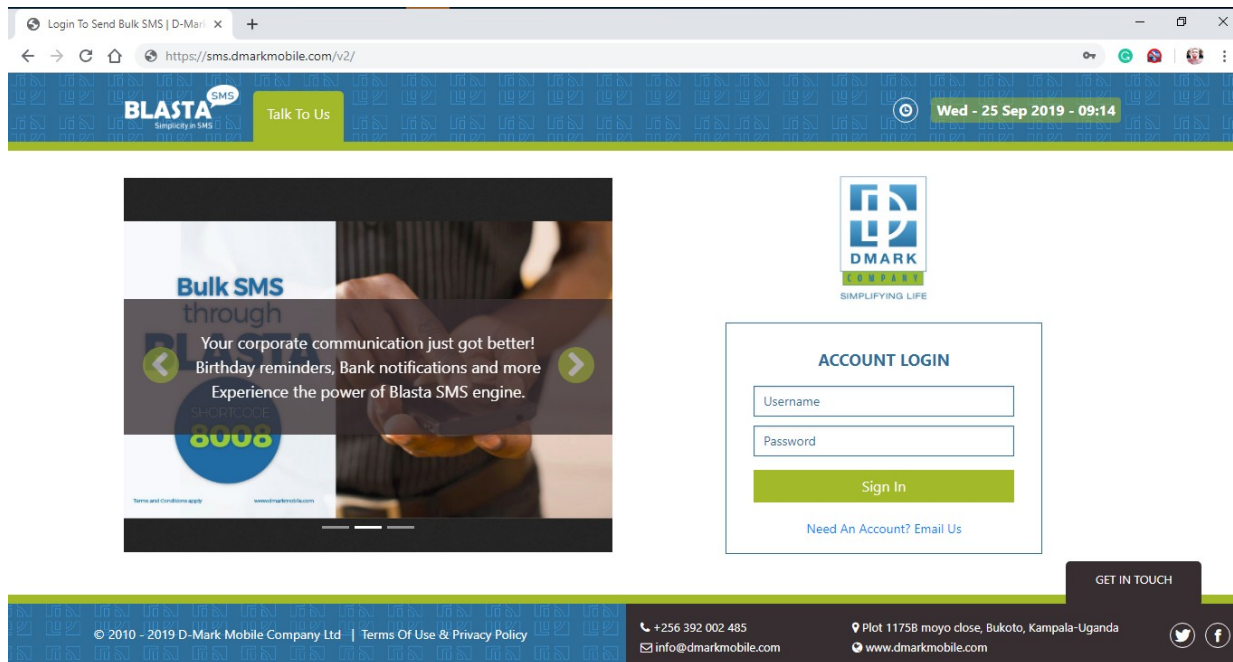 Login To Send Bulk SMS | D-Mar
https://sms.dmarkmobile.com/v2/
BLASTA SMS
Simplicity in SMS
Talk To Us
Wed - 25 Sep 2019 - 09:14
Bulk SMS
through
BLASTA
Your corporate communication just got better!
Birthday reminders, Bank notifications and more
Experience the power of Blasta SMS engine.
SHORTCODE
8008
Terms and Conditions apply
www.dmarkmobile.com
DMARK
COMPANY
SIMPLIFYING LIFE
ACCOUNT LOGIN
Username
Password
Sign In
Need An Account? Email Us
GET IN TOUCH
© 2010 - 2019 D-Mark Mobile Company Ltd | Terms Of Use & Privacy Policy
+256 392 002 485
info@dmarkmobile.com
Plot 1175B moyo close, Bukoto, Kampala-Uganda
www.dmarkmobile.com